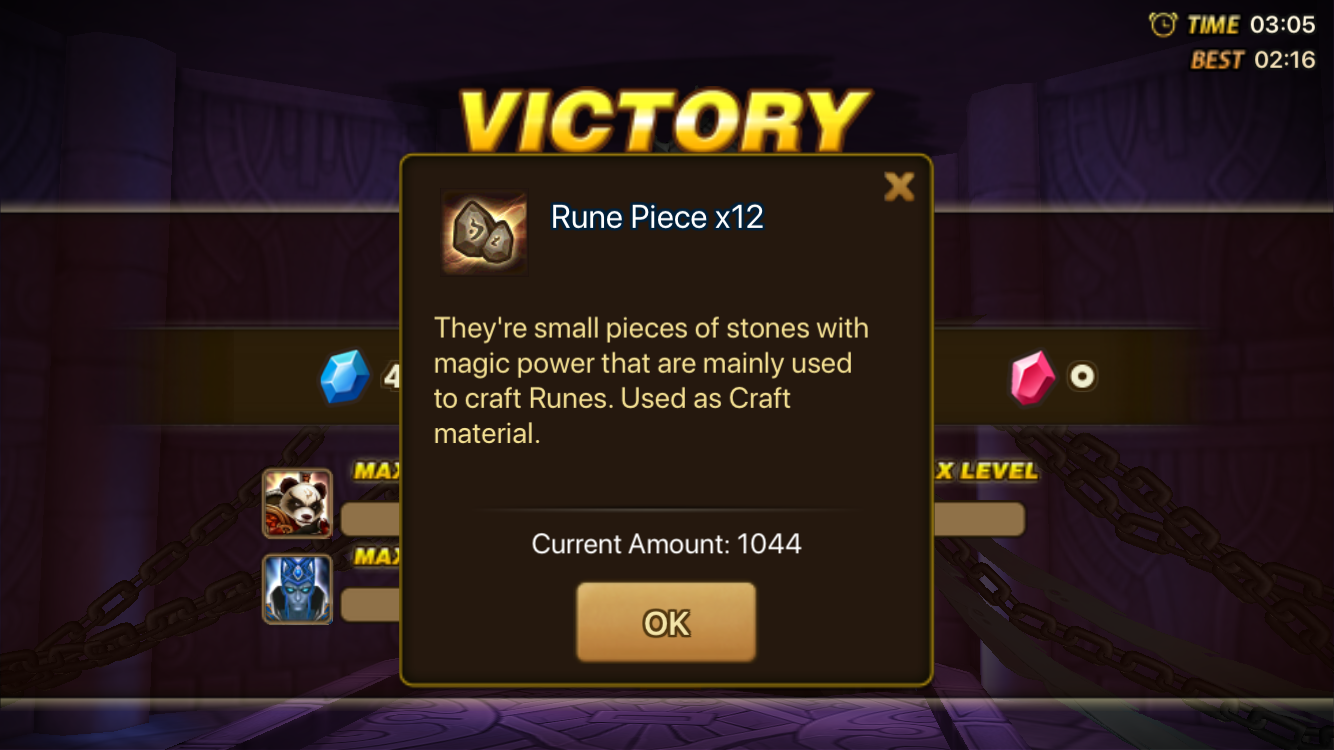 TIME 03:05
BEST 02:16
VICTORY
Rune Piece x12
They're small pieces of stones with
magic power that are mainly used
to craft Runes. Used as Craft
material.
4
0
MAX
X LEVEL
MAX
Current Amount: 1044
OK